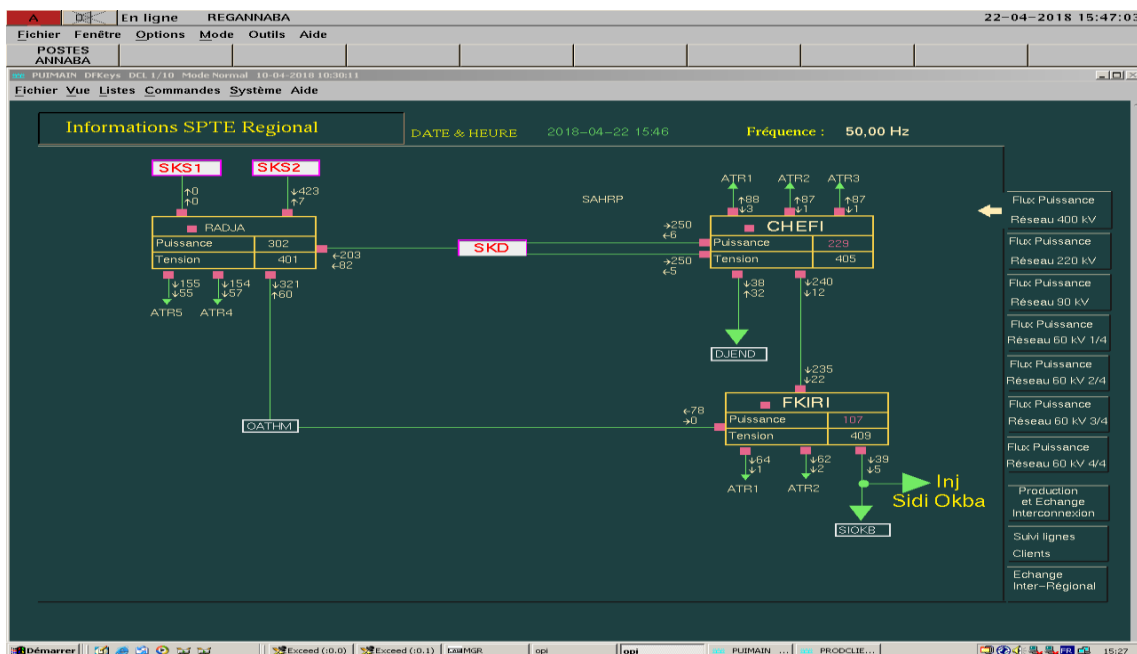 A En ligne REGANNABA 22-04-2018 15:47:03
Fichier Fenêtre Options Mode Outils Aide
POSTES
ANNABA
PUIMAIN DFKeys DCL 1/10 Mode Normal 10-04-2018 10:30:11
Fichier Vue Listes Commandes Système Aide
Informations SPTE Regional
DATE & HEURE 2018-04-22 15:46
Fréquence : 50,00 Hz
SKS1 SKS2
↑0 ↓423
↑0 ↑7
RADJA
Puissance 302
Tension 401
←203
←82
↓155 ↓154 ↓321
↓55 ↓57 ↑60
ATR5 ATR4
SKD
SAHRP
ATR1 ATR2 ATR3
↑88 ↑87 ↑87
↓3 ↓1 ↓1
→250
←6
→250
←5
CHEFI
Puissance 229
Tension 405
↓38 ↓240
↑32 ↓12
DJEND
↓235
↓22
OATHM
←78
→0
FKIRI
Puissance 107
Tension 409
↓64 ↓62 ↓39
↓1 ↓2 ↓5
ATR1 ATR2
Inj
Sidi Okba
SIOKB
Flux Puissance
Réseau 400 kV
Flux Puissance
Réseau 220 kV
Flux Puissance
Réseau 90 kV
Flux Puissance
Réseau 60 kV 1/4
Flux Puissance
Réseau 60 kV 2/4
Flux Puissance
Réseau 60 kV 3/4
Flux Puissance
Réseau 60 kV 4/4
Production
et Echange
Interconnexion
Suivi lignes
Clients
Echange
Inter-Régional
Démarrer Exceed (:0.0) Exceed (:0.1) MGR opi opi PUIMAIN ... PRODCLIE... FR 15:27